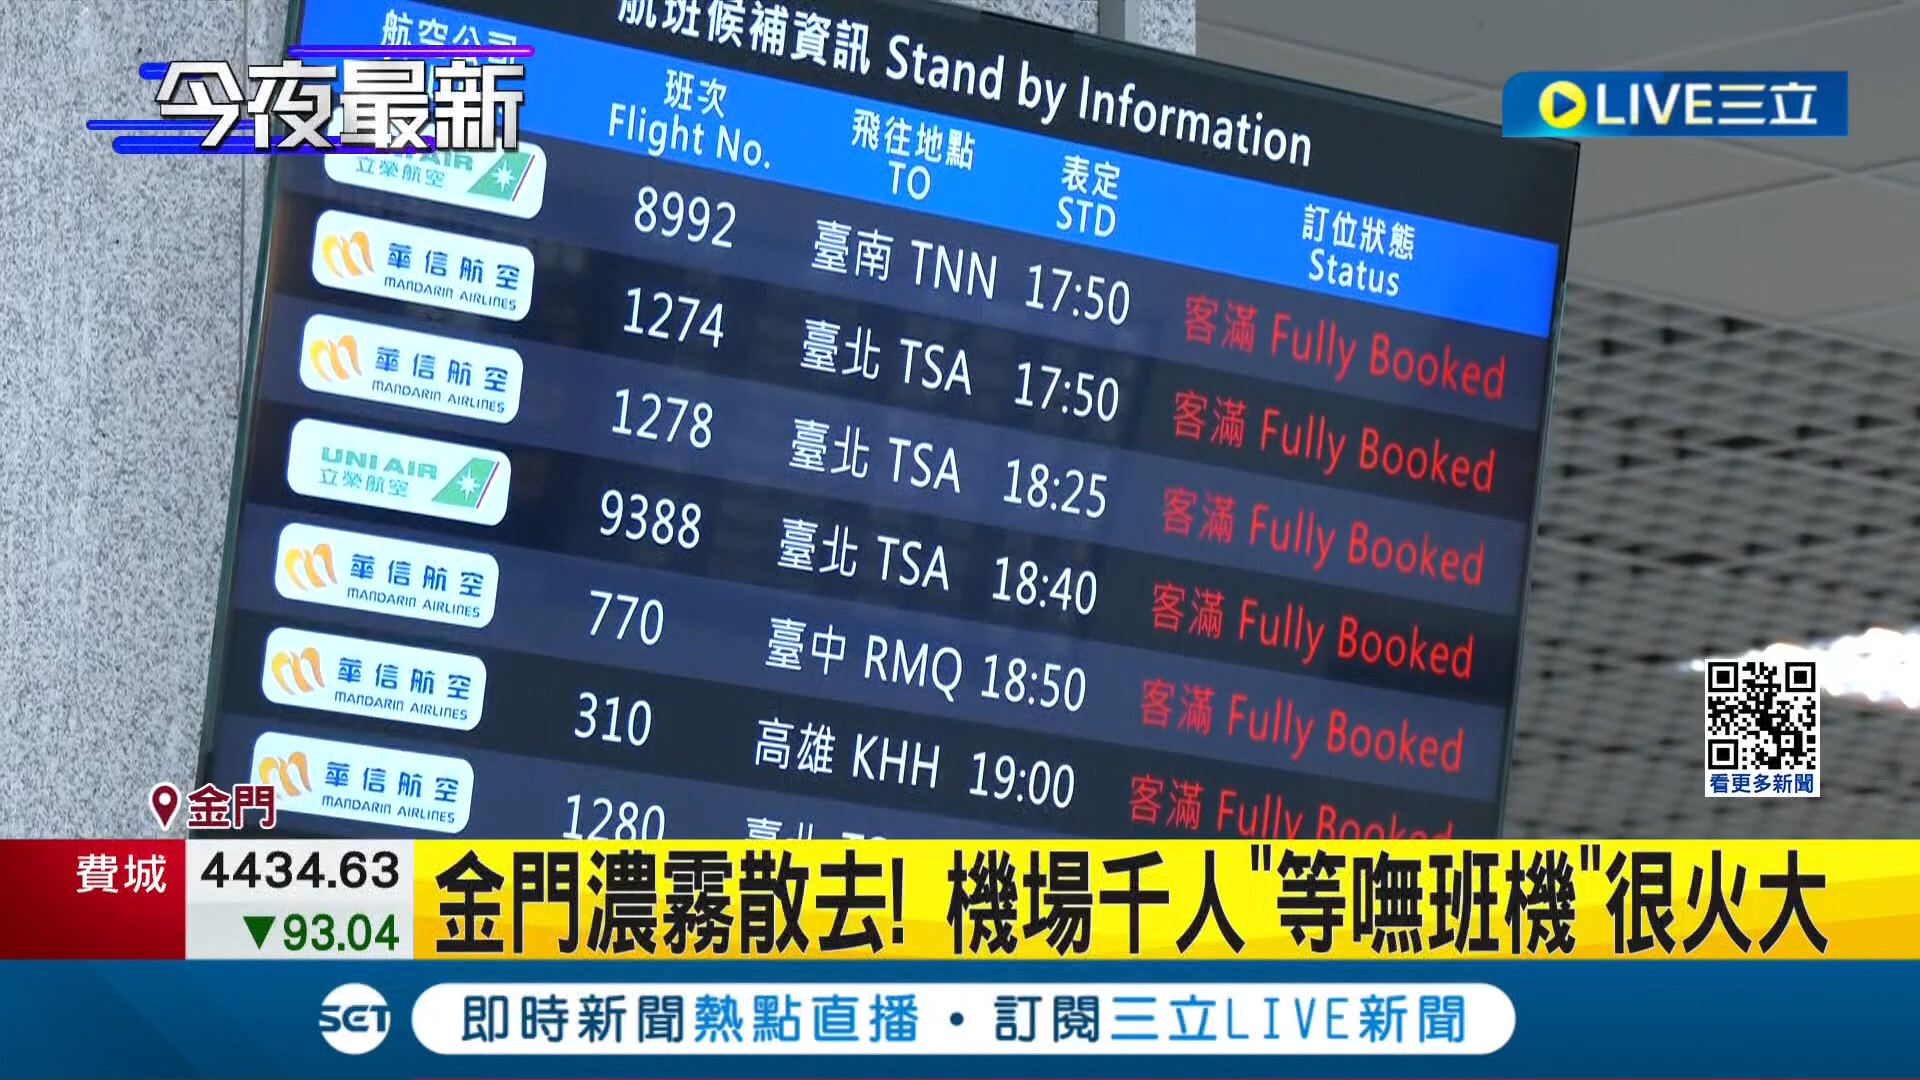 航班候補資訊 Stand by Information
今夜最新
LIVE三立
航空公司
班次
Flight No.
飛往地點
TO
表定
STD
訂位狀態
Status
UNI AIR
立榮航空
8992 臺南 TNN 17:50 客滿 Fully Booked
華信航空
MANDARIN AIRLINES
1274 臺北 TSA 17:50 客滿 Fully Booked
華信航空
MANDARIN AIRLINES
1278 臺北 TSA 18:25 客滿 Fully Booked
UNI AIR
立榮航空
9388 臺北 TSA 18:40 客滿 Fully Booked
華信航空
MANDARIN AIRLINES
770 臺中 RMQ 18:50 客滿 Fully Booked
華信航空
MANDARIN AIRLINES
310 高雄 KHH 19:00 客滿 Fully Booked
華信航空
MANDARIN AIRLINES
1280 臺北
看更多新聞
金門
費城 4434.63
▼93.04
金門濃霧散去! 機場千人"等嘸班機"很火大
SET 即時新聞熱點直播・訂閱三立LIVE新聞